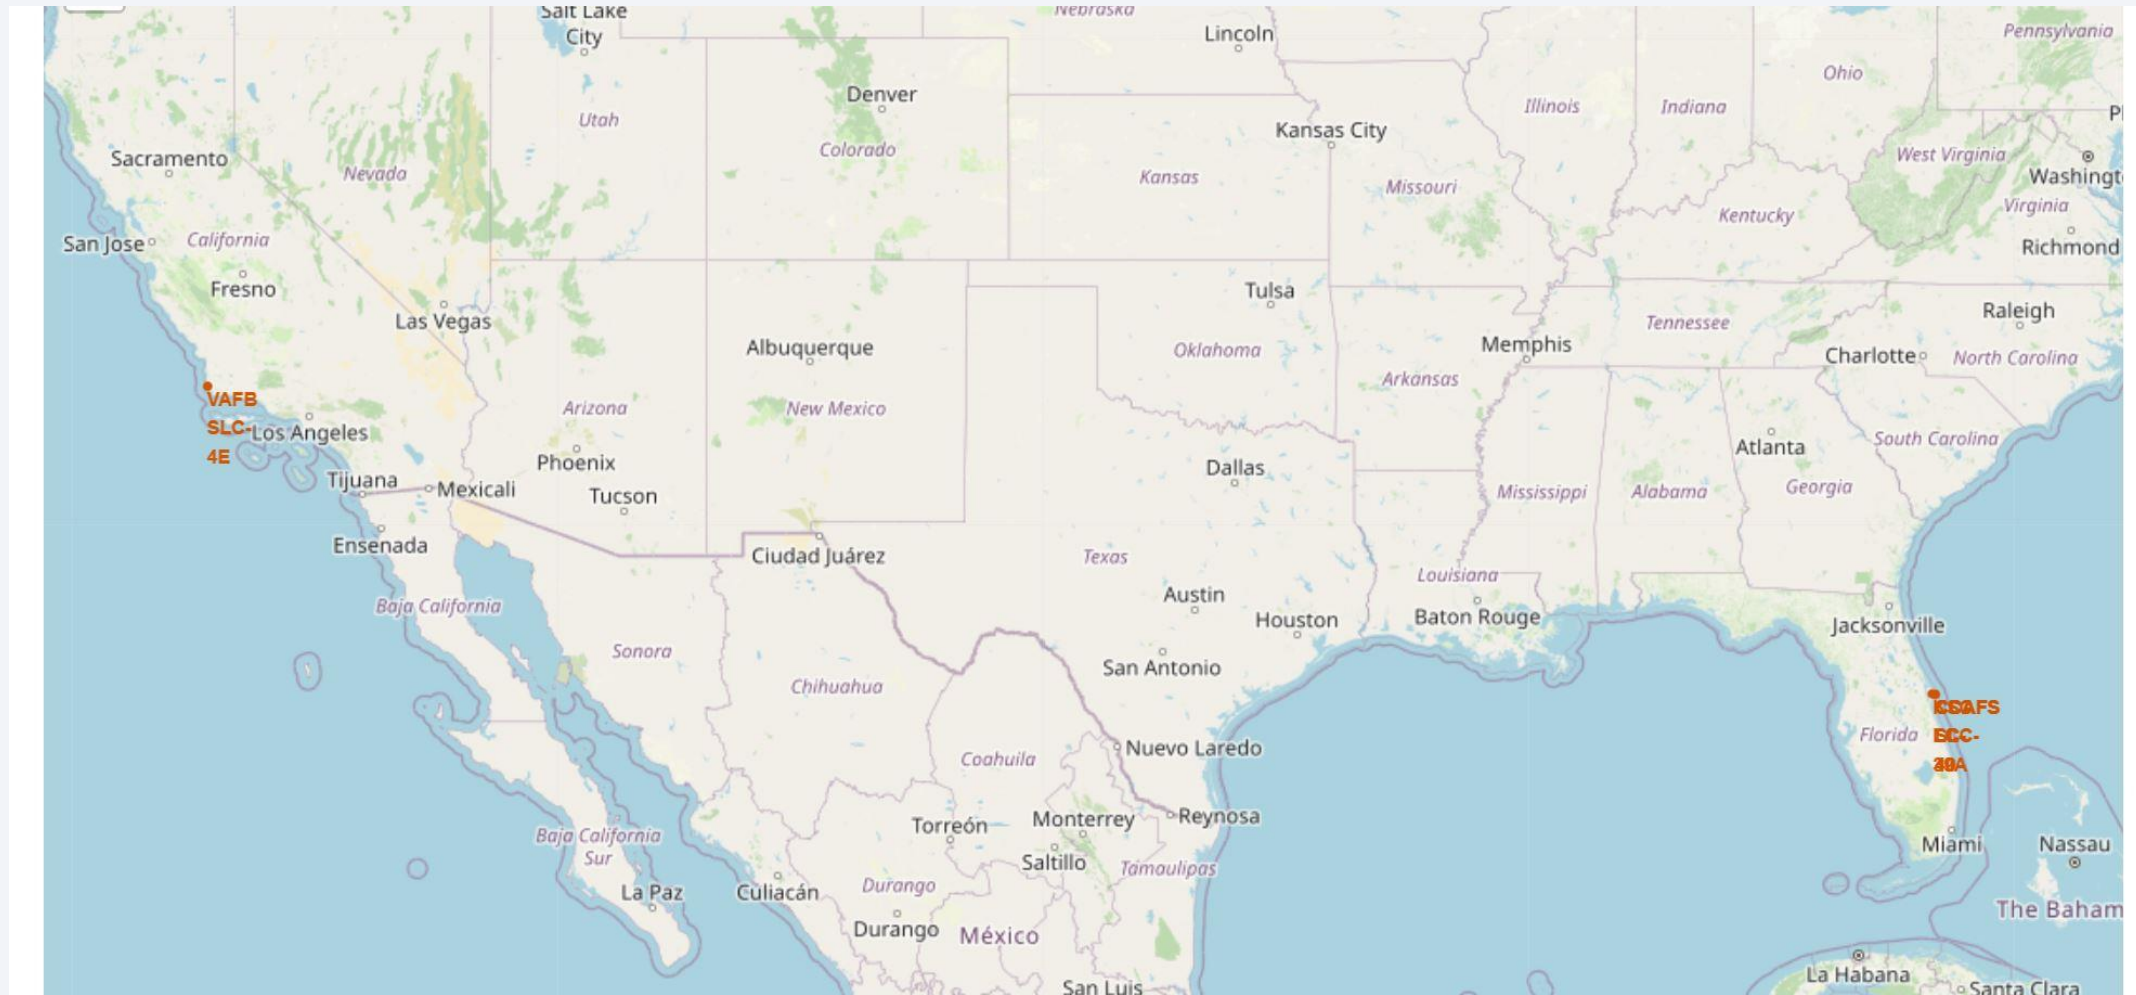 Salt Lake
City
Nebraska
Lincoln
Pennsylvania
Ohio
Denver
Utah
Illinois
Indiana
Kansas City
Colorado
Sacramento
Nevada
Kansas
Missouri
West Virginia
Washingt
Virginia
Kentucky
San Jose
California
Richmond
Fresno
Tulsa
Las Vegas
Raleigh
Tennessee
Albuquerque
Oklahoma
Memphis
Charlotte
North Carolina
Arkansas
VAFB
SLC-
4E
Los Angeles
Arizona
New Mexico
Atlanta
South Carolina
Phoenix
Dallas
Tijuana
Mexicali
Tucson
Mississippi
Alabama
Georgia
Ensenada
Ciudad Juárez
Texas
Louisiana
Baja California
Austin
Houston
Baton Rouge
Jacksonville
Sonora
San Antonio
Chihuahua
Florida
Coahuila
Nuevo Laredo
Torreón
Monterrey
Reynosa
Baja California
Sur
Saltillo
Tamaulipas
Miami
Nassau
La Paz
Culiacán
Durango
Durango
México
The Baham
La Habana
San Luis
Santa Clara